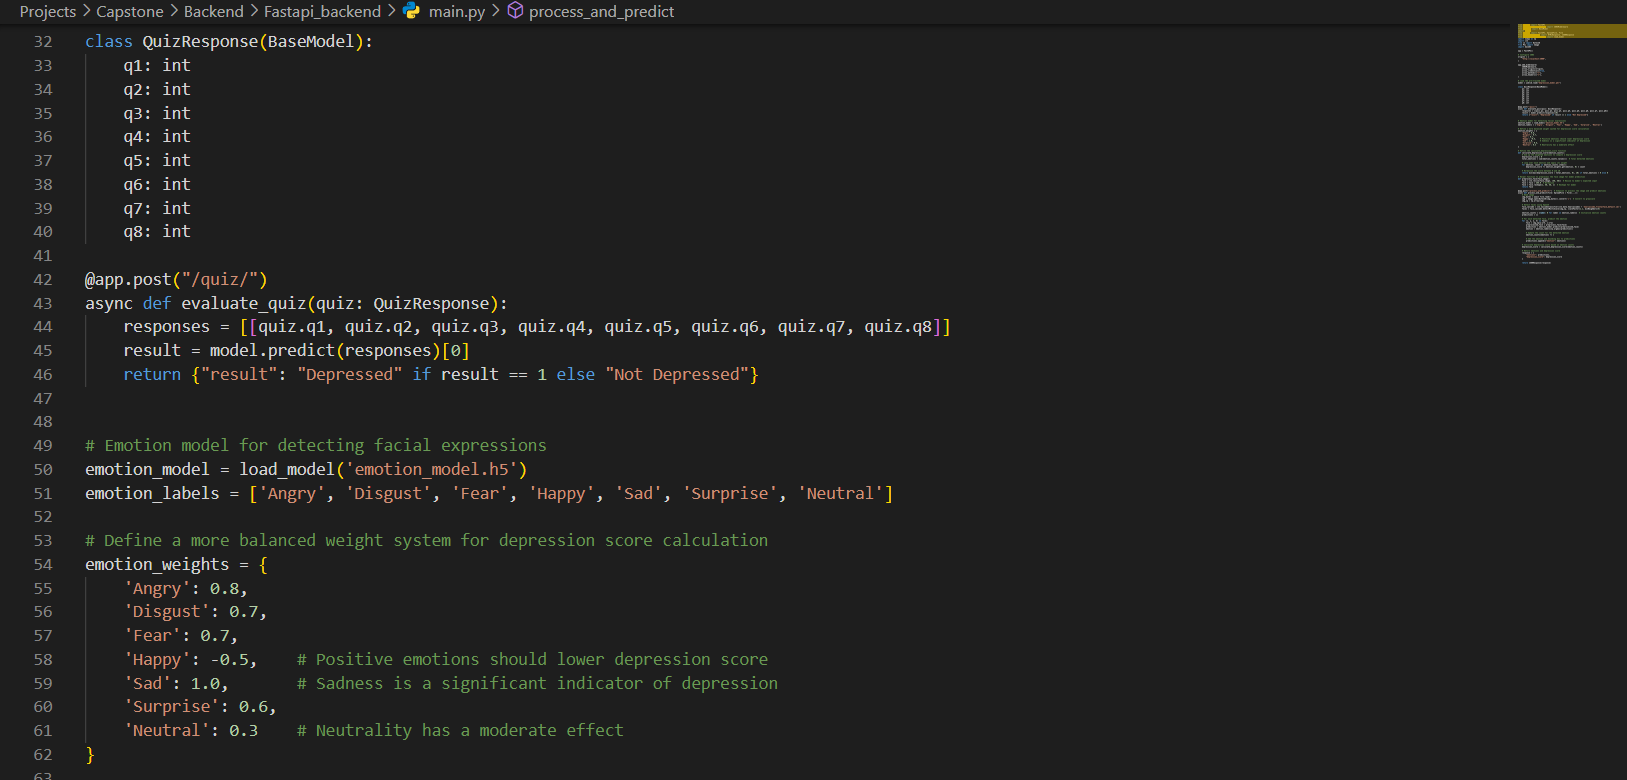 Projects > Capstone > Backend > Fastapi_backend > main.py > process_and_predict
32 class QuizResponse(BaseModel):
33     q1: int
34     q2: int
35     q3: int
36     q4: int
37     q5: int
38     q6: int
39     q7: int
40     q8: int
41
42 @app.post("/quiz/")
43 async def evaluate_quiz(quiz: QuizResponse):
44     responses = [[quiz.q1, quiz.q2, quiz.q3, quiz.q4, quiz.q5, quiz.q6, quiz.q7, quiz.q8]]
45     result = model.predict(responses)[0]
46     return {"result": "Depressed" if result == 1 else "Not Depressed"}
47
48
49 # Emotion model for detecting facial expressions
50 emotion_model = load_model('emotion_model.h5')
51 emotion_labels = ['Angry', 'Disgust', 'Fear', 'Happy', 'Sad', 'Surprise', 'Neutral']
52
53 # Define a more balanced weight system for depression score calculation
54 emotion_weights = {
55     'Angry': 0.8,
56     'Disgust': 0.7,
57     'Fear': 0.7,
58     'Happy': -0.5,    # Positive emotions should lower depression score
59     'Sad': 1.0,       # Sadness is a significant indicator of depression
60     'Surprise': 0.6,
61     'Neutral': 0.3    # Neutrality has a moderate effect
62 }
63